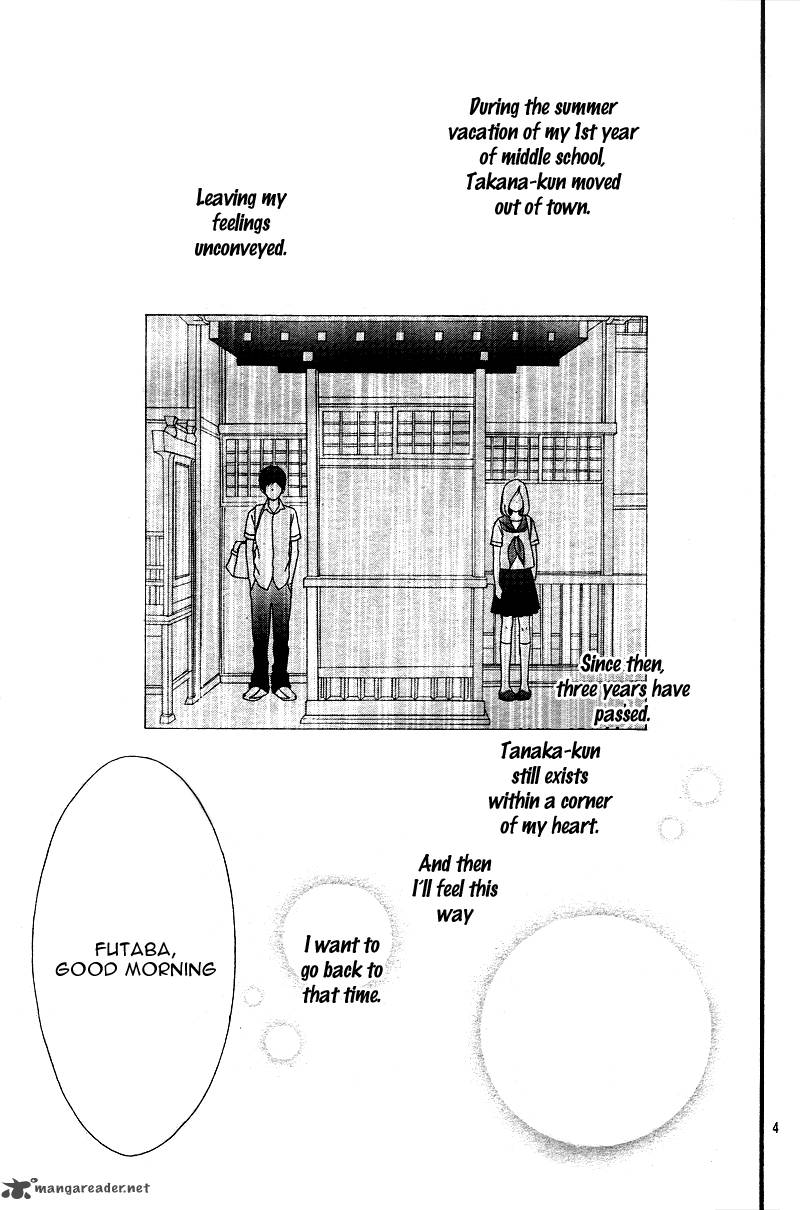 During the summer
vacation of my 1st year
of middle school,
Takana-kun moved
out of town.
Leaving my
feelings
unconveyed.
Since then,
three years have
passed.
Tanaka-kun
still exists
within a corner
of my heart.
And then
I'll feel this
way
I want to
go back to
that time.
FUTABA,
GOOD MORNING
4
mangareader.net